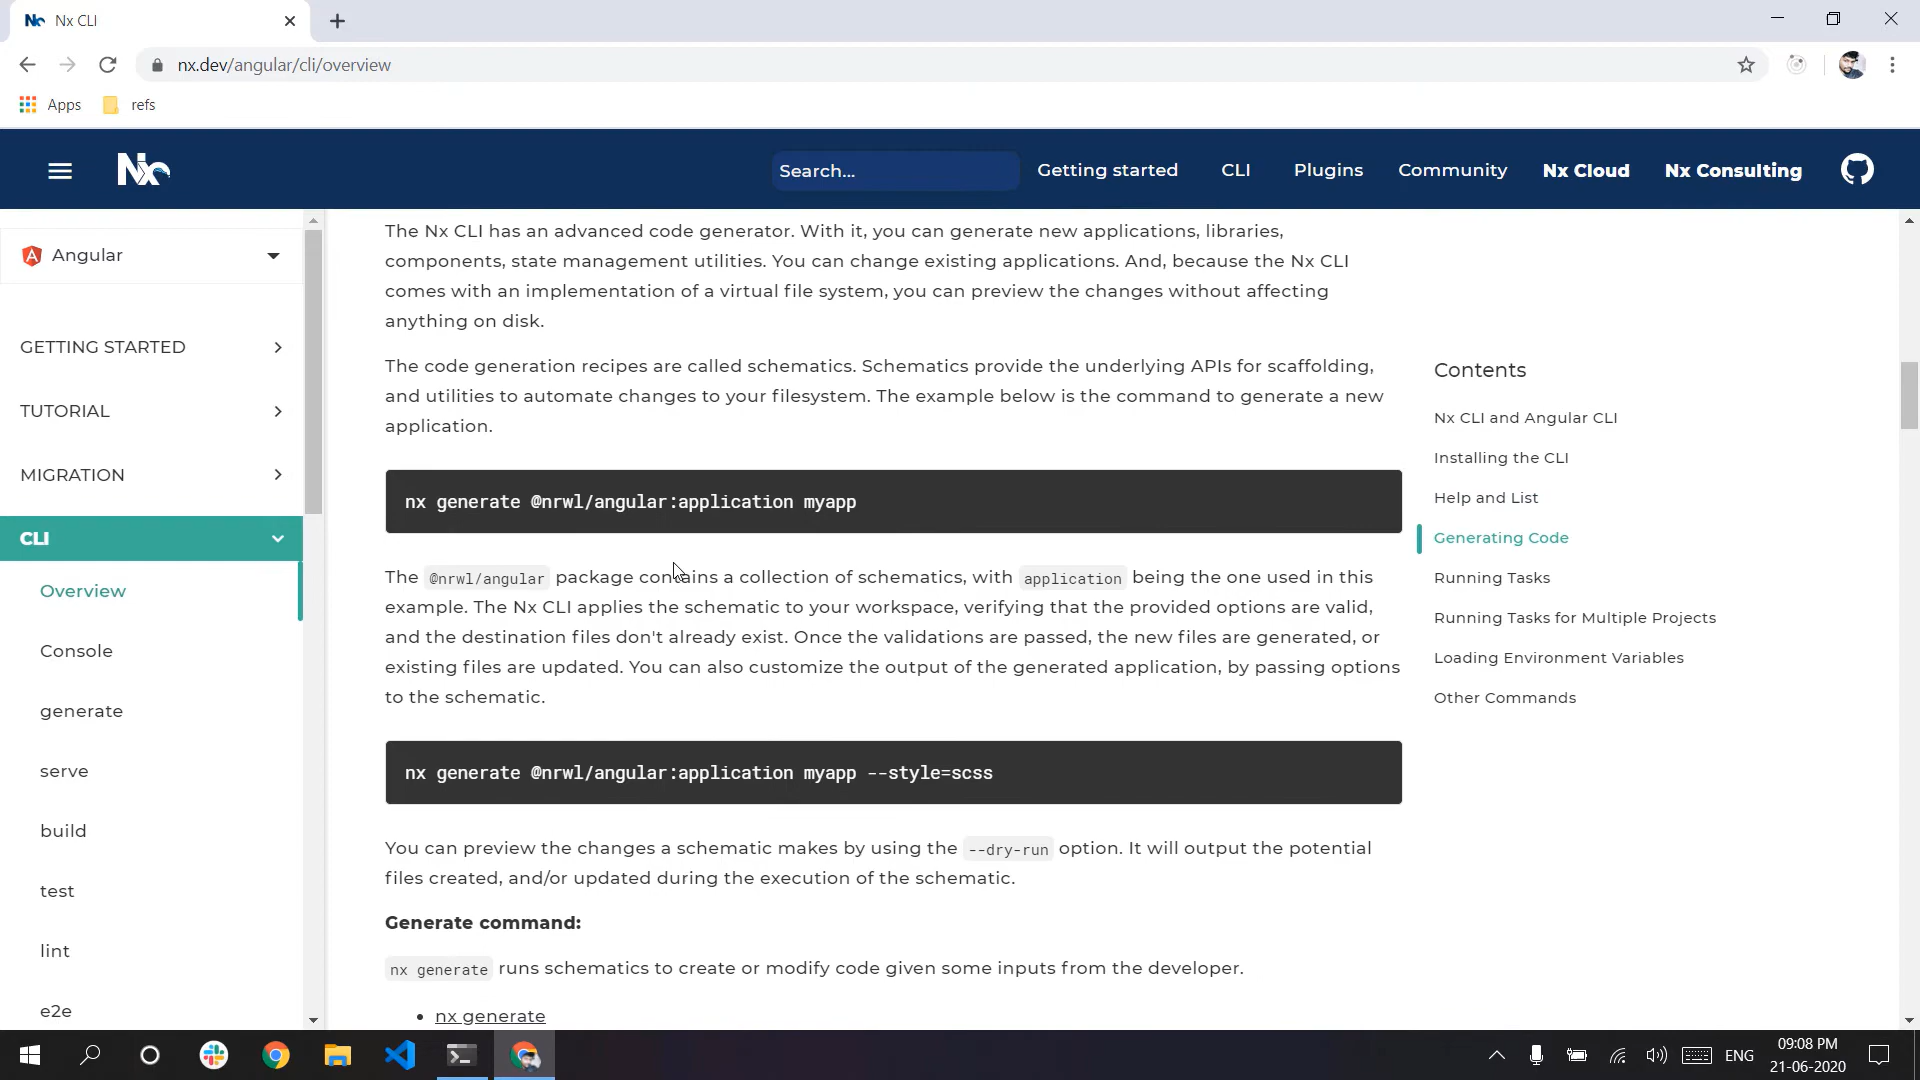 Nx CLI
nx.dev/angular/cli/overview
Apps
refs
Nx
Search...
Getting started
CLI
Plugins
Community
Nx Cloud
Nx Consulting
Angular
GETTING STARTED
TUTORIAL
MIGRATION
CLI
Overview
Console
generate
serve
build
test
lint
e2e
The Nx CLI has an advanced code generator. With it, you can generate new applications, libraries,
components, state management utilities. You can change existing applications. And, because the Nx CLI
comes with an implementation of a virtual file system, you can preview the changes without affecting
anything on disk.
The code generation recipes are called schematics. Schematics provide the underlying APIs for scaffolding,
and utilities to automate changes to your filesystem. The example below is the command to generate a new
application.
nx generate @nrwl/angular:application myapp
The @nrwl/angular package contains a collection of schematics, with application being the one used in this
example. The Nx CLI applies the schematic to your workspace, verifying that the provided options are valid,
and the destination files don't already exist. Once the validations are passed, the new files are generated, or
existing files are updated. You can also customize the output of the generated application, by passing options
to the schematic.
nx generate @nrwl/angular:application myapp --style=scss
You can preview the changes a schematic makes by using the --dry-run option. It will output the potential
files created, and/or updated during the execution of the schematic.
Generate command:
nx generate runs schematics to create or modify code given some inputs from the developer.
• nx generate
Contents
Nx CLI and Angular CLI
Installing the CLI
Help and List
Generating Code
Running Tasks
Running Tasks for Multiple Projects
Loading Environment Variables
Other Commands
ENG
09:08 PM
21-06-2020